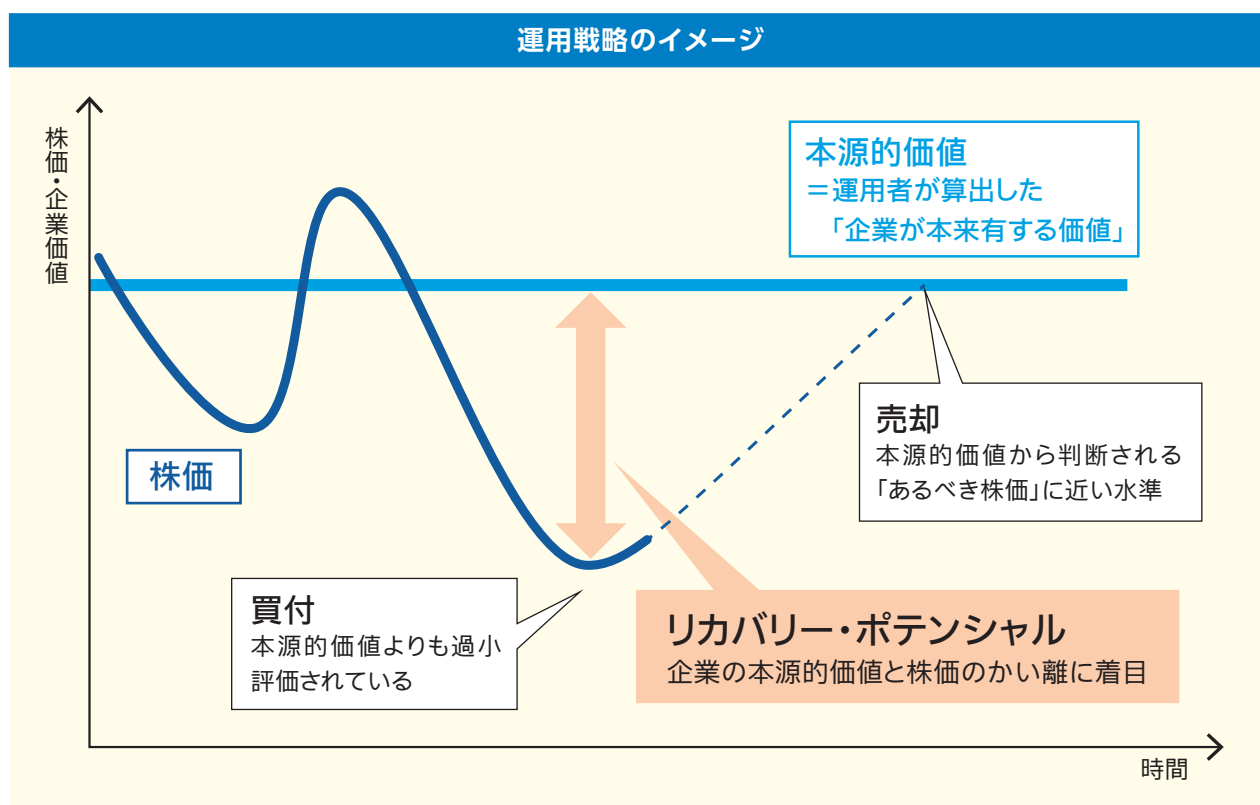 運用戦略のイメージ
株価・企業価値
本源的価値
＝運用者が算出した
「企業が本来有する価値」
株価
売却
本源的価値から判断される
「あるべき株価」に近い水準
買付
本源的価値よりも過小
評価されている
リカバリー・ポテンシャル
企業の本源的価値と株価のかい離に着目
時間